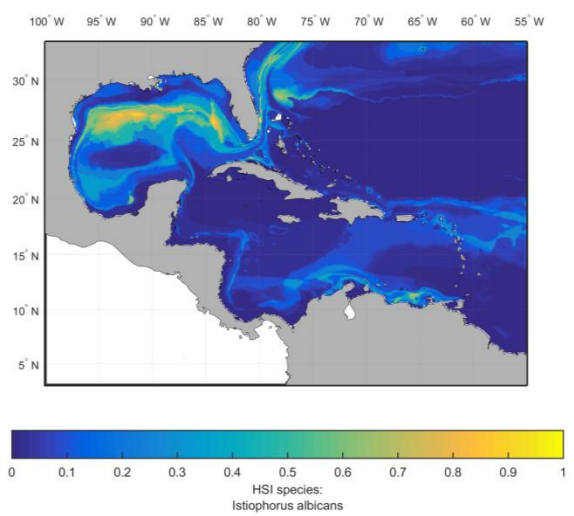 100° W 95° W 90° W 85° W 80° W 75° W 70° W 65° W 60° W 55° W
30° N
25° N
20° N
15° N
10° N
5° N
0 0.1 0.2 0.3 0.4 0.5 0.6 0.7 0.8 0.9 1
HSI species:
Istiophorus albicans